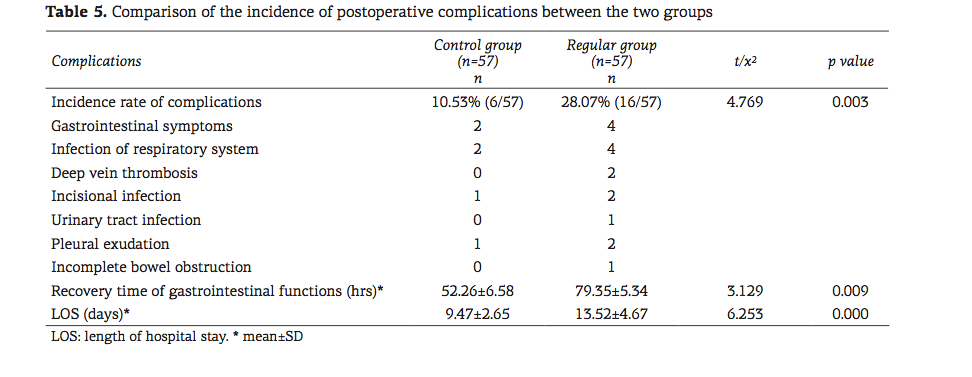 Table 5. Comparison of the incidence of postoperative complications between the two groups
Complications Control group (n=57) n Regular group (n=57) n t/x² p value
Incidence rate of complications 10.53% (6/57) 28.07% (16/57) 4.769 0.003
Gastrointestinal symptoms 2 4
Infection of respiratory system 2 4
Deep vein thrombosis 0 2
Incisional infection 1 2
Urinary tract infection 0 1
Pleural exudation 1 2
Incomplete bowel obstruction 0 1
Recovery time of gastrointestinal functions (hrs)* 52.26±6.58 79.35±5.34 3.129 0.009
LOS (days)* 9.47±2.65 13.52±4.67 6.253 0.000
LOS: length of hospital stay. * mean±SD